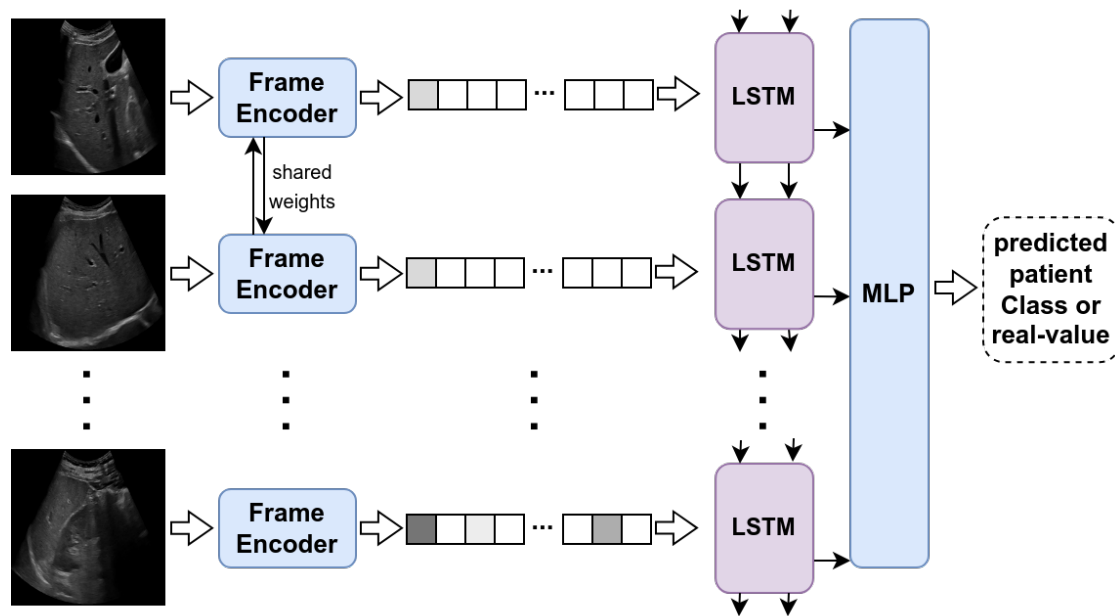 Frame
Encoder
...
LSTM
shared
weights
Frame
Encoder
...
LSTM
MLP
predicted
patient
Class or
real-value
Frame
Encoder
...
LSTM